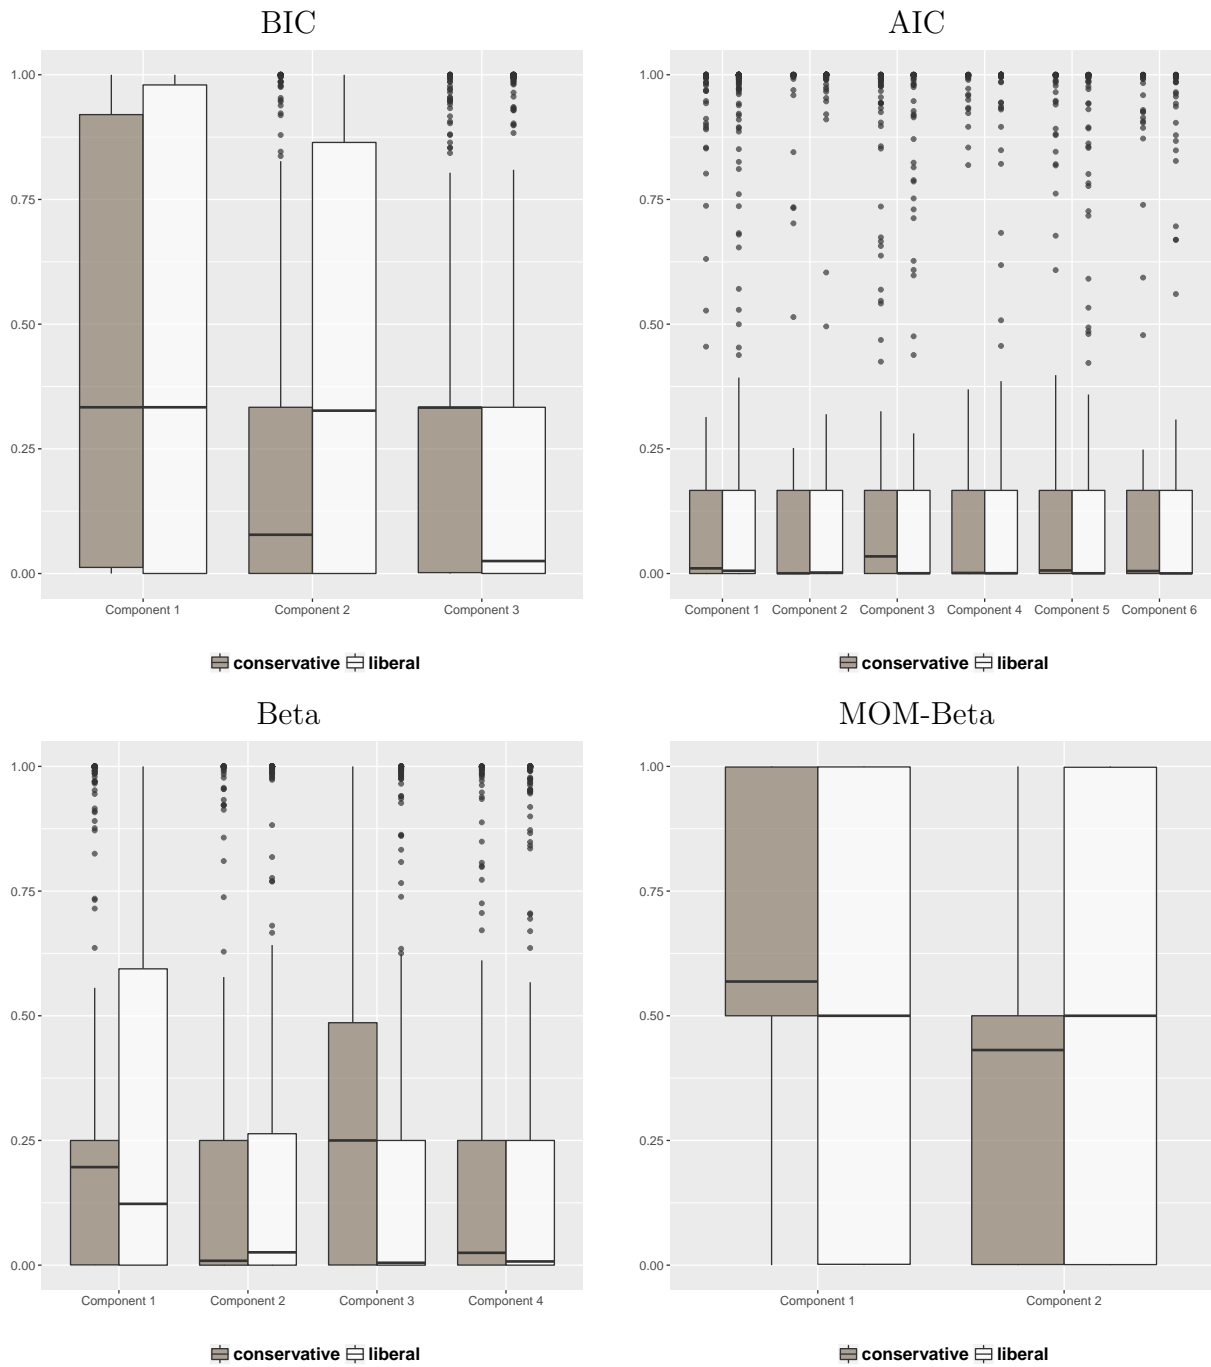 BIC
1.00
0.75
0.50
0.25
0.00
Component 1 Component 2 Component 3
conservative liberal
AIC
1.00
0.75
0.50
0.25
0.00
Component 1 Component 2 Component 3 Component 4 Component 5 Component 6
conservative liberal
Beta
1.00
0.75
0.50
0.25
0.00
Component 1 Component 2 Component 3 Component 4
conservative liberal
MOM-Beta
1.00
0.75
0.50
0.25
0.00
Component 1 Component 2
conservative liberal